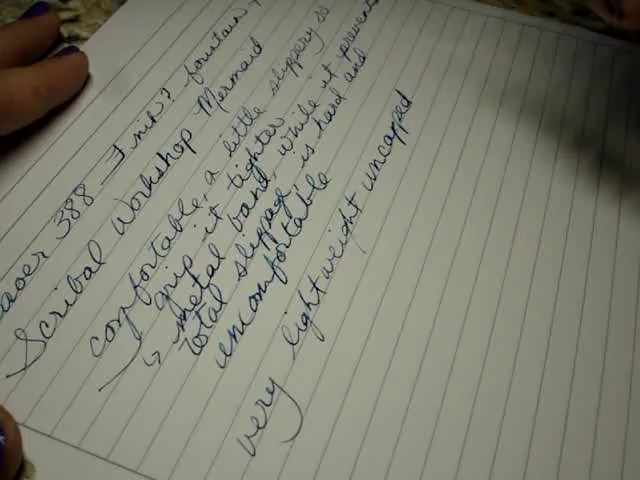 388 I nib? fountain
Scribal Workshop Mermaid
comfortable, a little slippery so
I grip it tighter
↳ metal band, while it prevents
total slippage, is hard and
uncomfortable
very lightweight uncapped